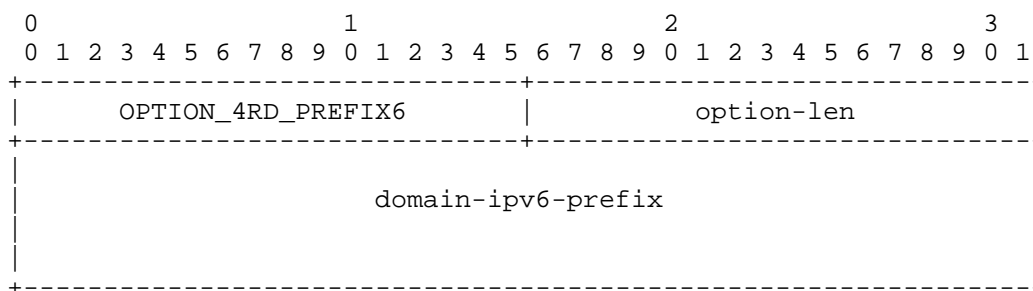 0                   1                   2                   3
 0 1 2 3 4 5 6 7 8 9 0 1 2 3 4 5 6 7 8 9 0 1 2 3 4 5 6 7 8 9 0 1
+-------------------------------+------------------------------
|      OPTION_4RD_PREFIX6       |          option-len
+-------------------------------+------------------------------
|
|                      domain-ipv6-prefix
|
|
+--------------------------------------------------------------